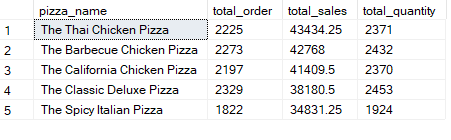 pizza_name total_order total_sales total_quantity
1 The Thai Chicken Pizza 2225 43434.25 2371
2 The Barbecue Chicken Pizza 2273 42768 2432
3 The California Chicken Pizza 2197 41409.5 2370
4 The Classic Deluxe Pizza 2329 38180.5 2453
5 The Spicy Italian Pizza 1822 34831.25 1924